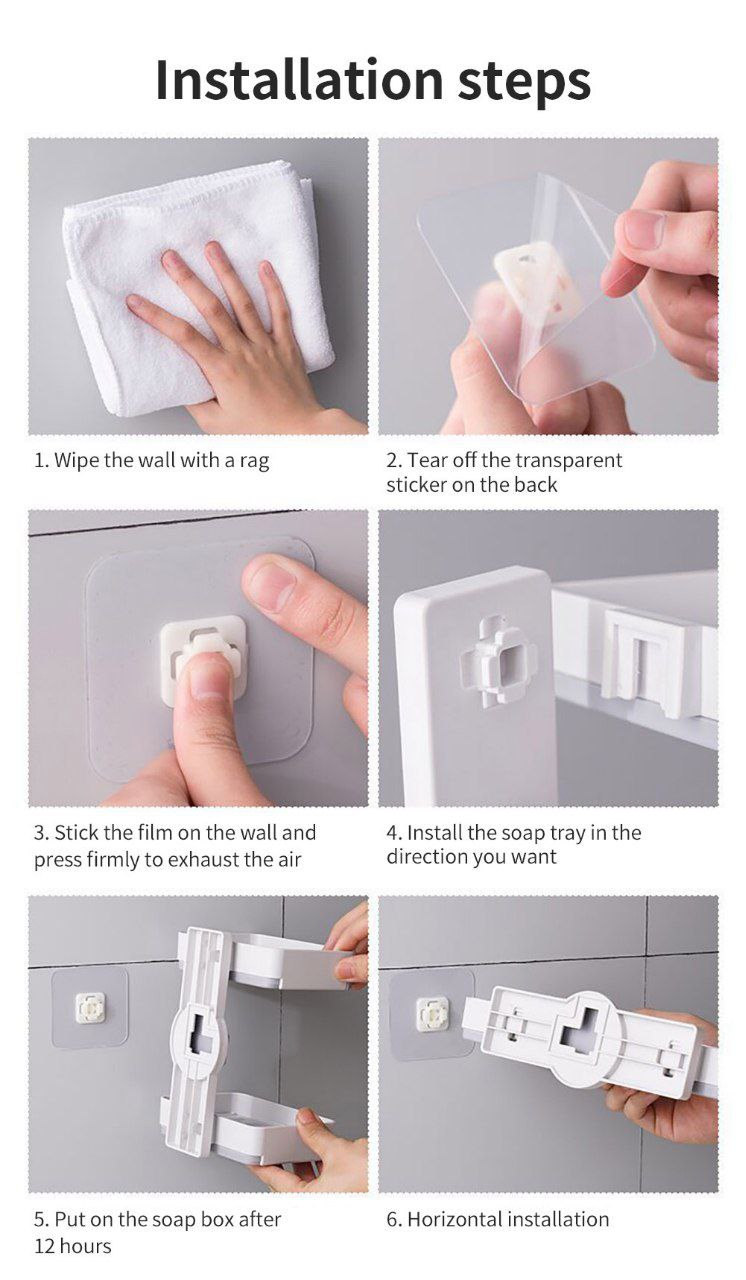 Installation steps
1. Wipe the wall with a rag
2. Tear off the transparent
sticker on the back
3. Stick the film on the wall and
press firmly to exhaust the air
4. Install the soap tray in the
direction you want
5. Put on the soap box after
12 hours
6. Horizontal installation